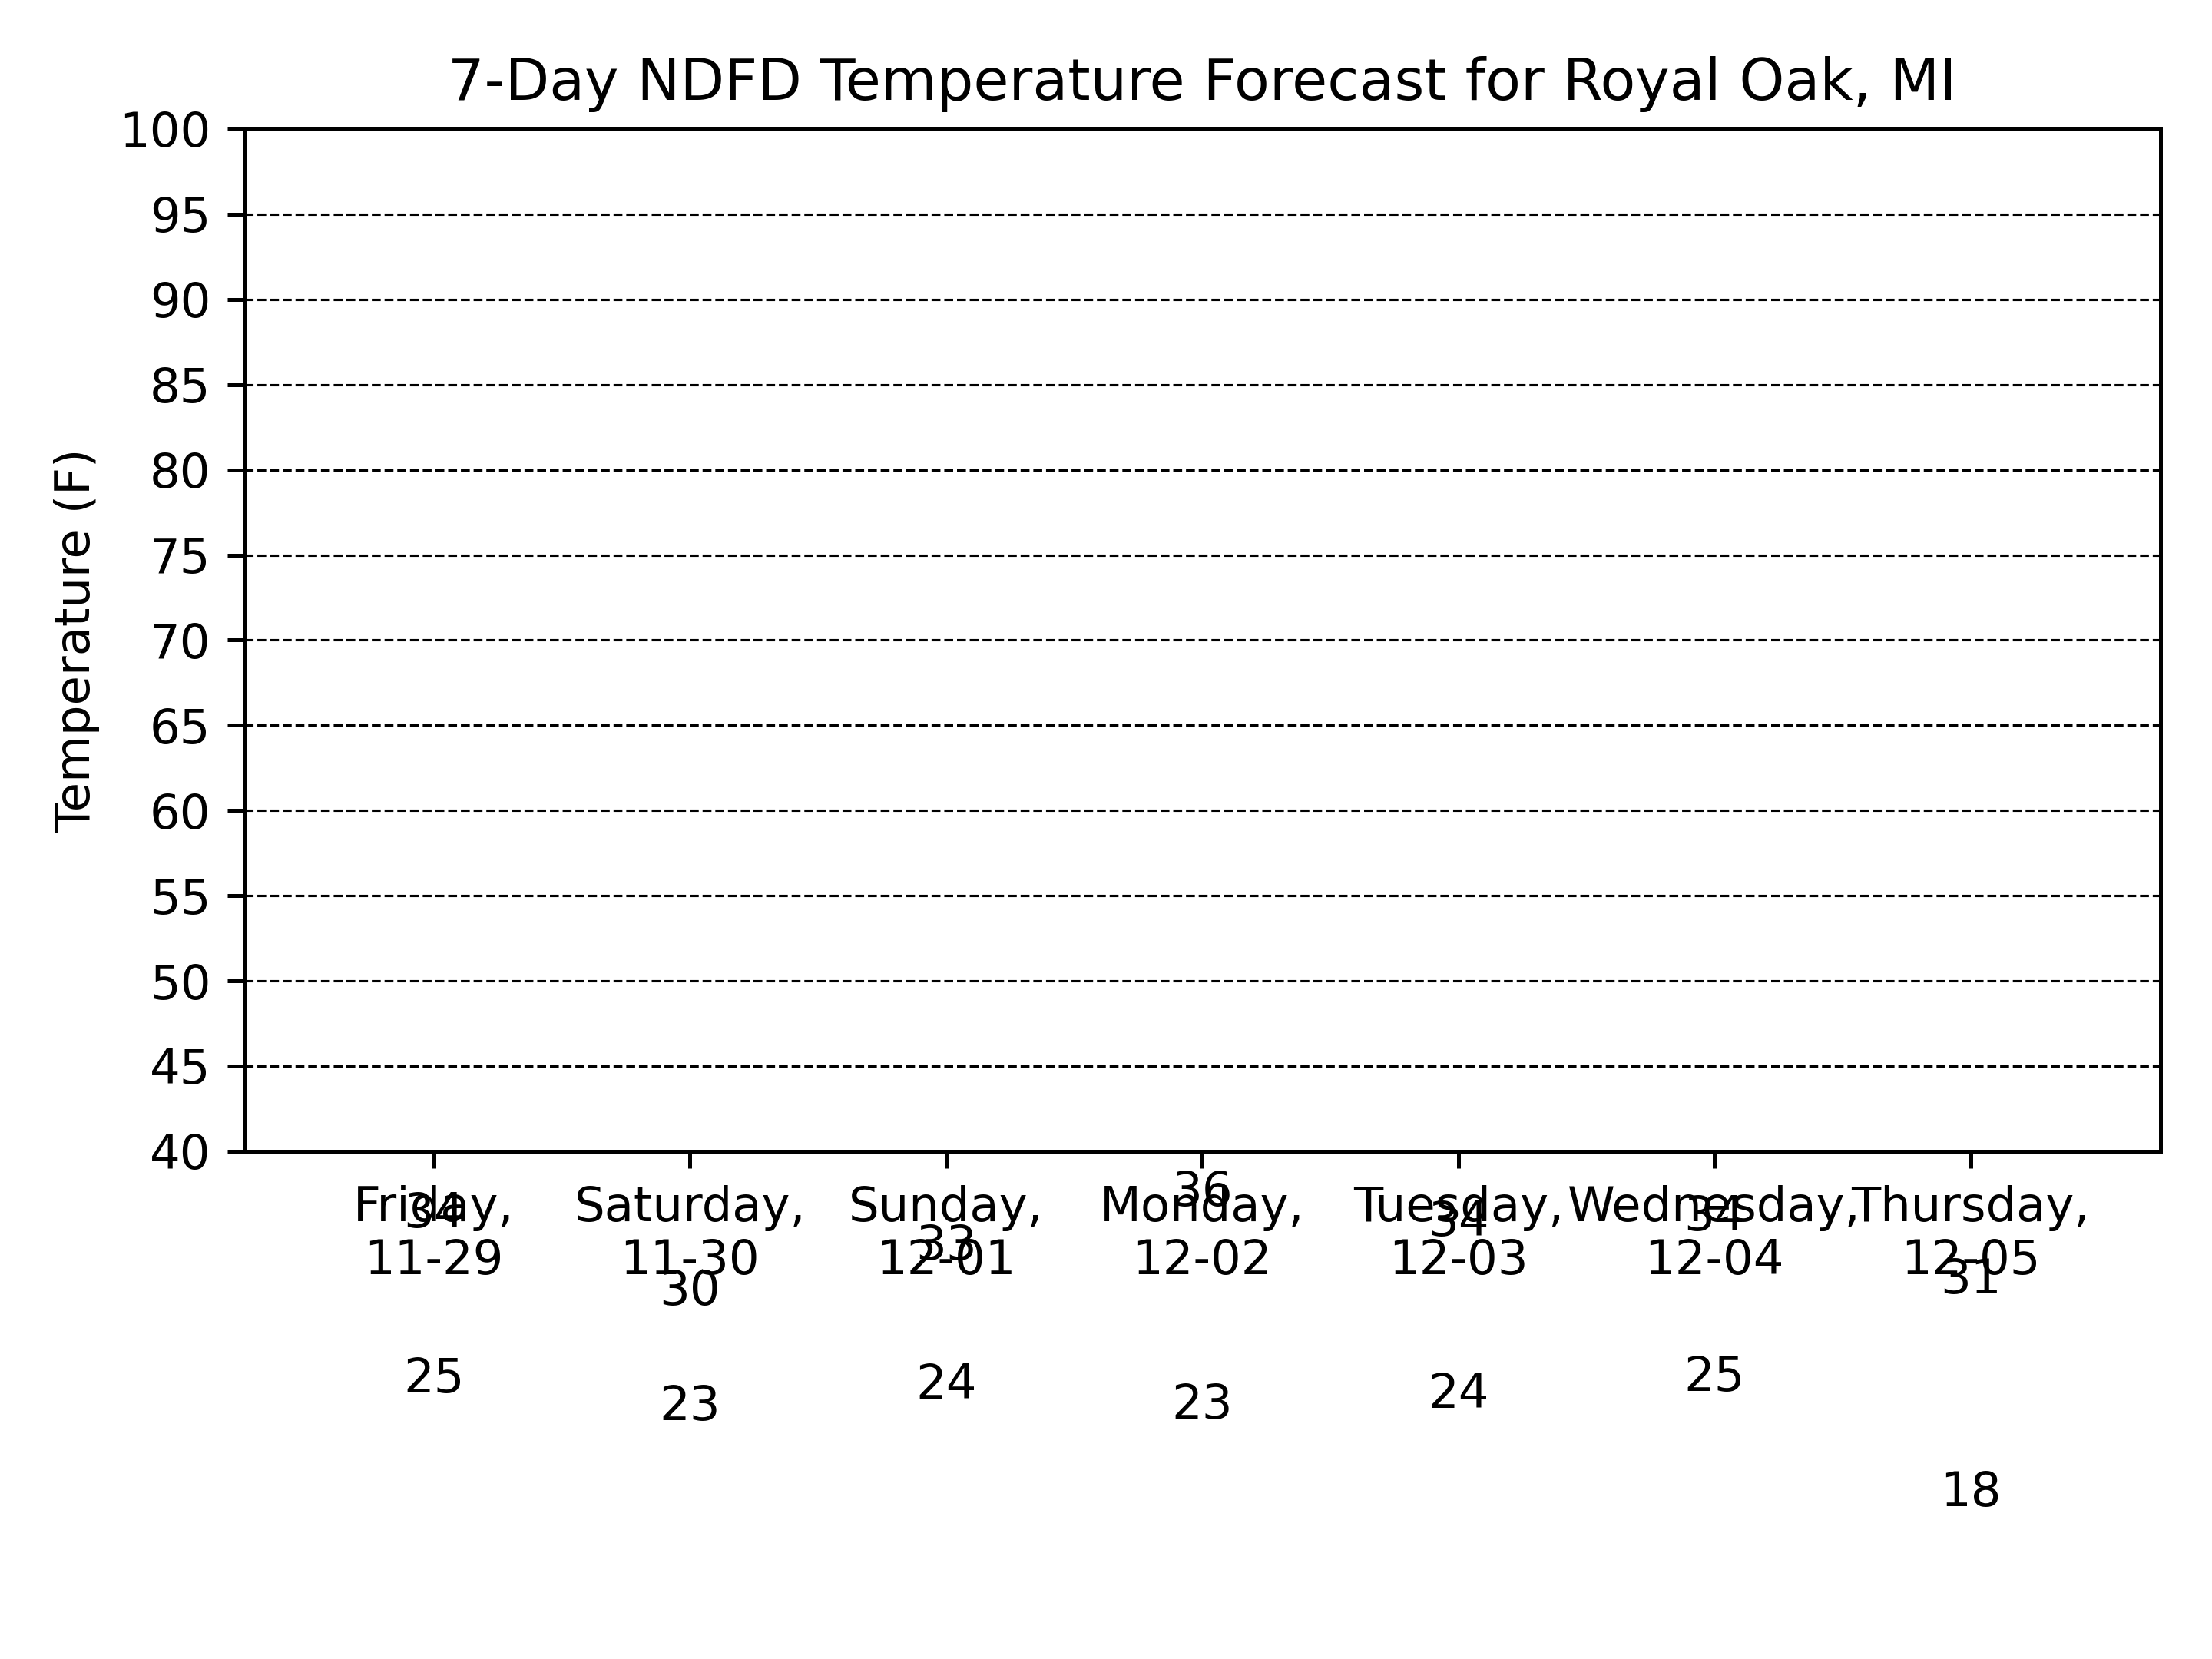 7-Day NDFD Temperature Forecast for Royal Oak, MI
Temperature (F)
100
95
90
85
80
75
70
65
60
55
50
45
40
Friday, Saturday, Sunday, Monday, Tuesday, Wednesday, Thursday,
11-29 11-30 12-01 12-02 12-03 12-04 12-05
34 30 33 36 34 34 31
25 23 24 23 24 25 18